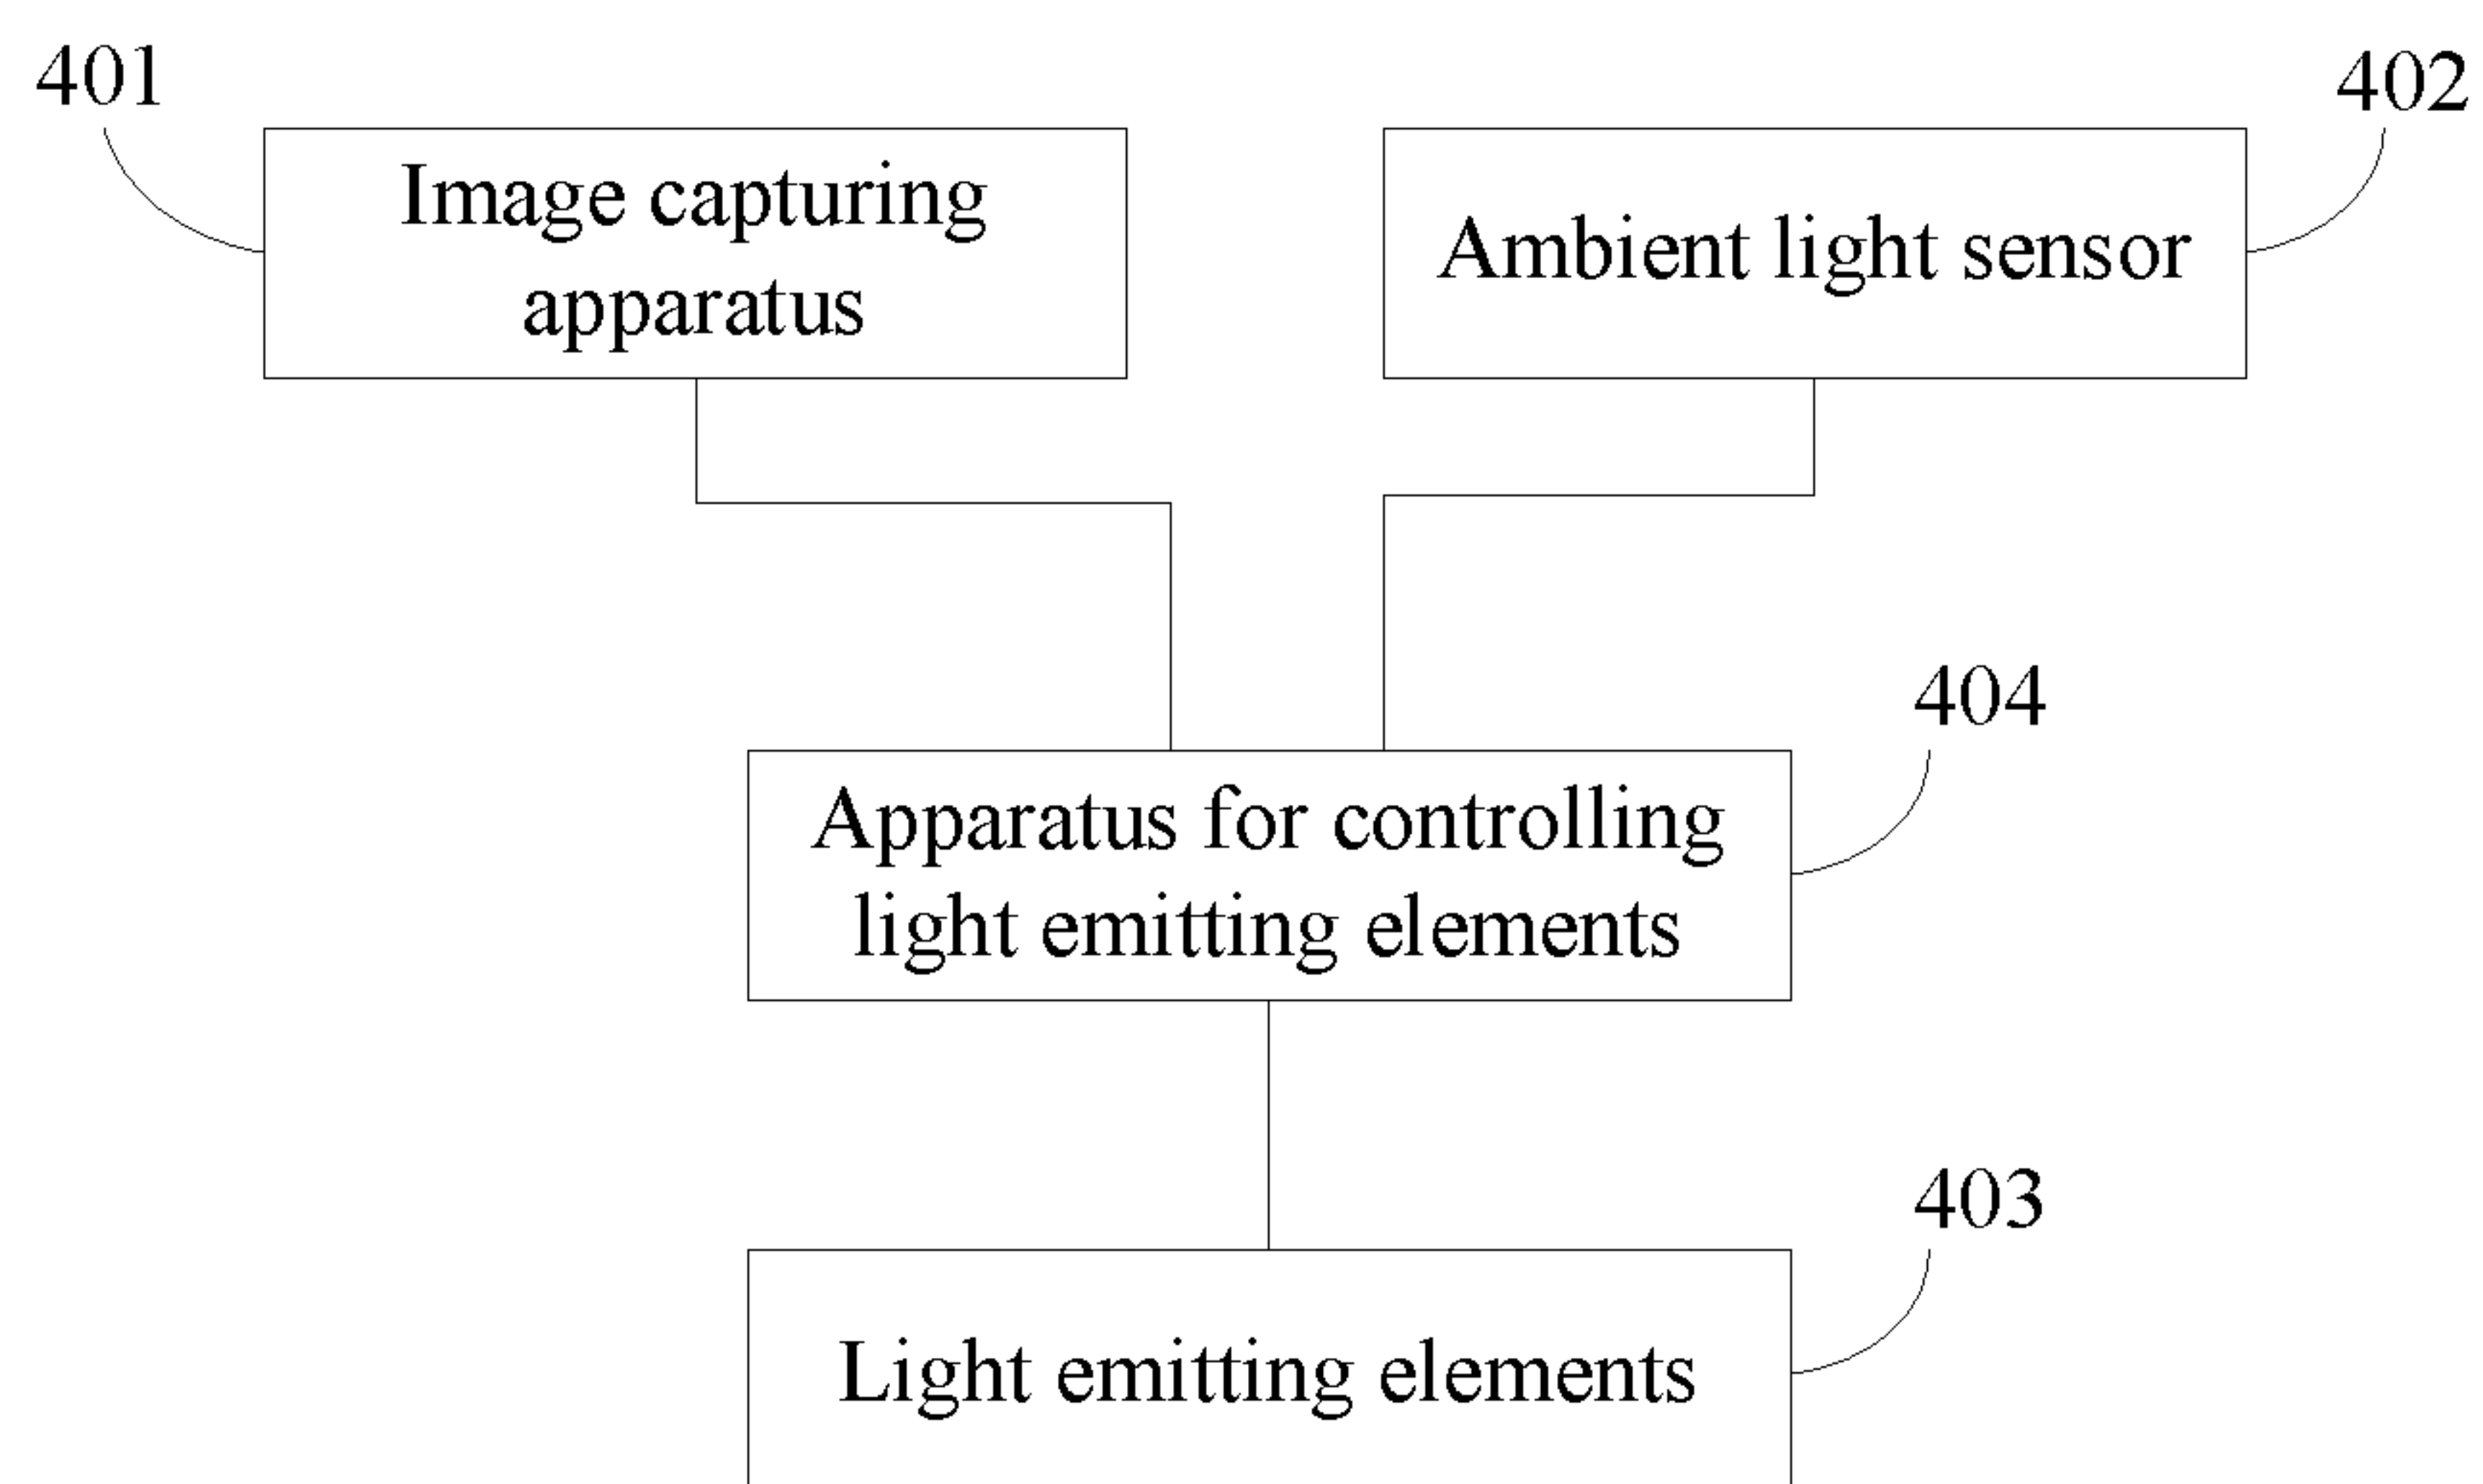 401
402
Image capturing
apparatus
Ambient light sensor
404
Apparatus for controlling
light emitting elements
403
Light emitting elements